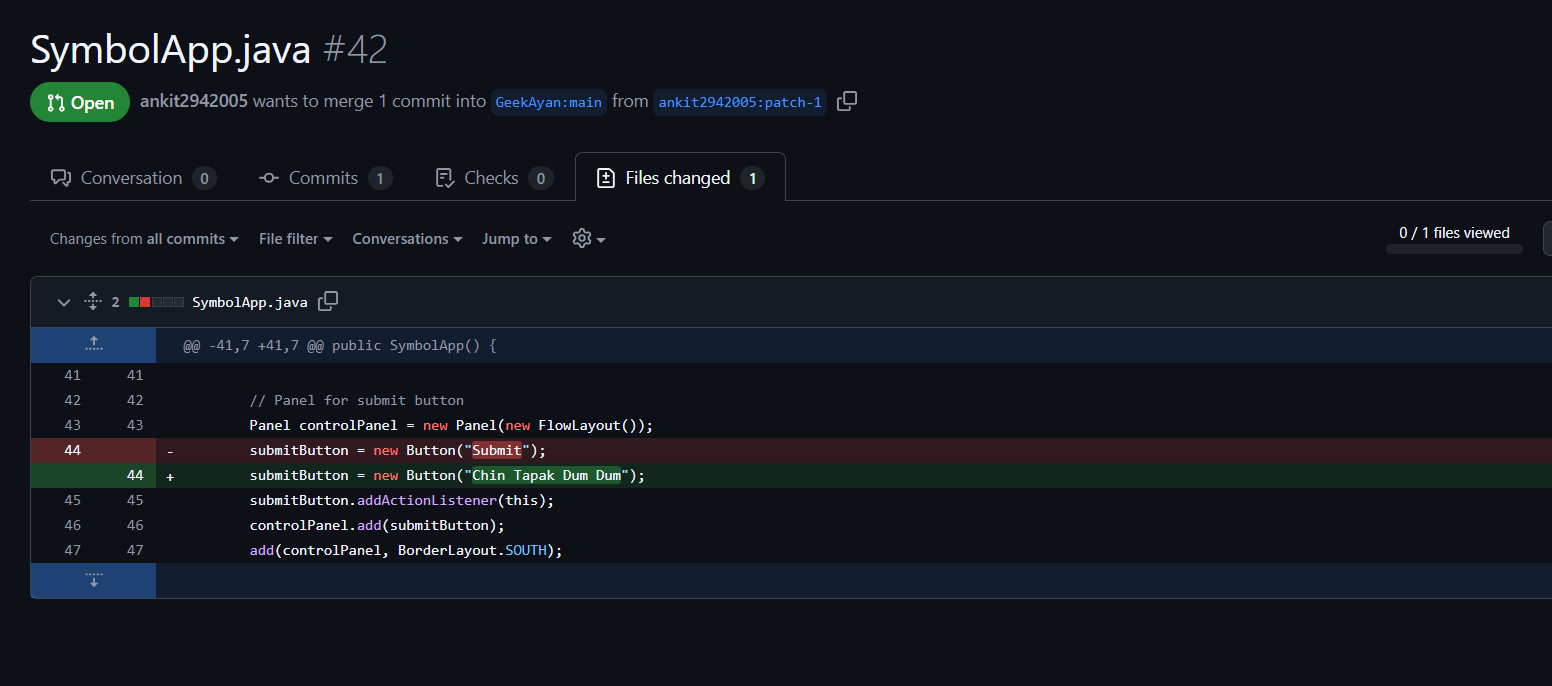 SymbolApp.java #42
Open ankit2942005 wants to merge 1 commit into GeekAyan:main from ankit2942005:patch-1
Conversation 0 Commits 1 Checks 0 Files changed 1
Changes from all commits File filter Conversations Jump to
0 / 1 files viewed
2 SymbolApp.java
@@ -41,7 +41,7 @@ public SymbolApp() {
41 41
42 42 // Panel for submit button
43 43 Panel controlPanel = new Panel(new FlowLayout());
44 - submitButton = new Button("Submit");
44 + submitButton = new Button("Chin Tapak Dum Dum");
45 45 submitButton.addActionListener(this);
46 46 controlPanel.add(submitButton);
47 47 add(controlPanel, BorderLayout.SOUTH);